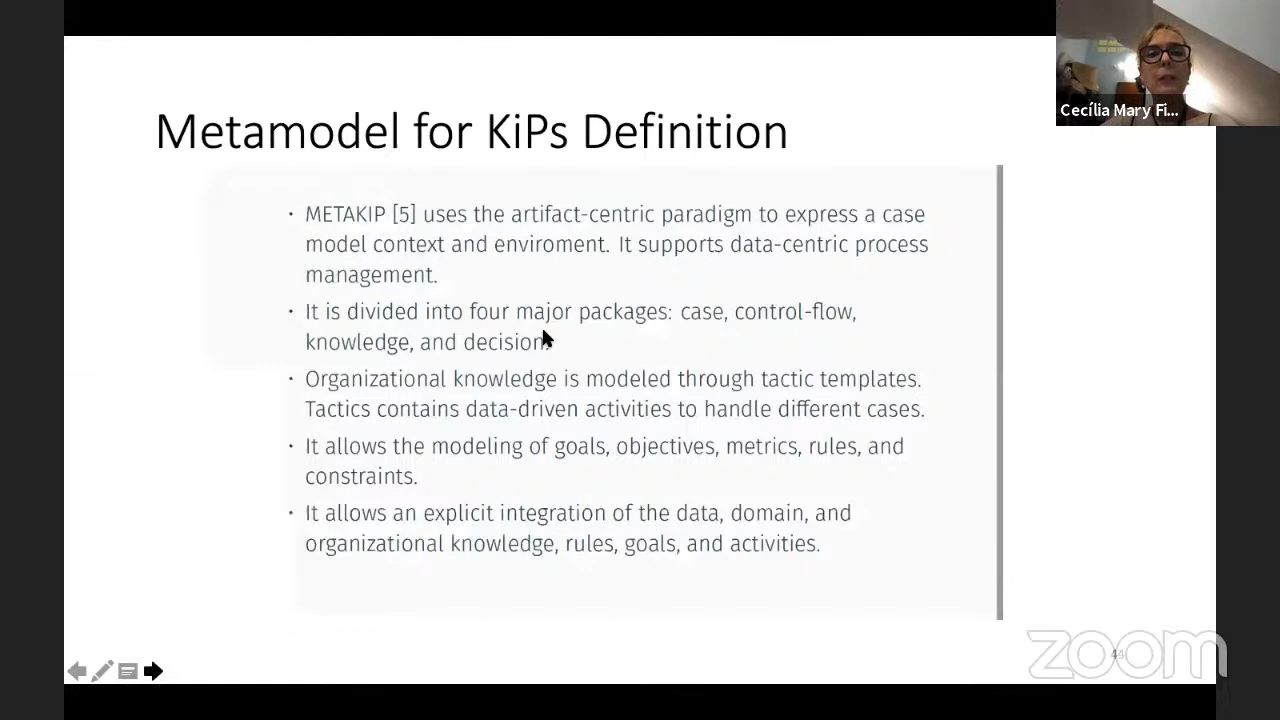 Cecília Mary Fi...
Metamodel for KiPs Definition
• METAKIP [5] uses the artifact-centric paradigm to express a case
model context and enviroment. It supports data-centric process
management.
• It is divided into four major packages: case, control-flow,
knowledge, and decision.
• Organizational knowledge is modeled through tactic templates.
Tactics contains data-driven activities to handle different cases.
• It allows the modeling of goals, objectives, metrics, rules, and
constraints.
• It allows an explicit integration of the data, domain, and
organizational knowledge, rules, goals, and activities.
44
zoom